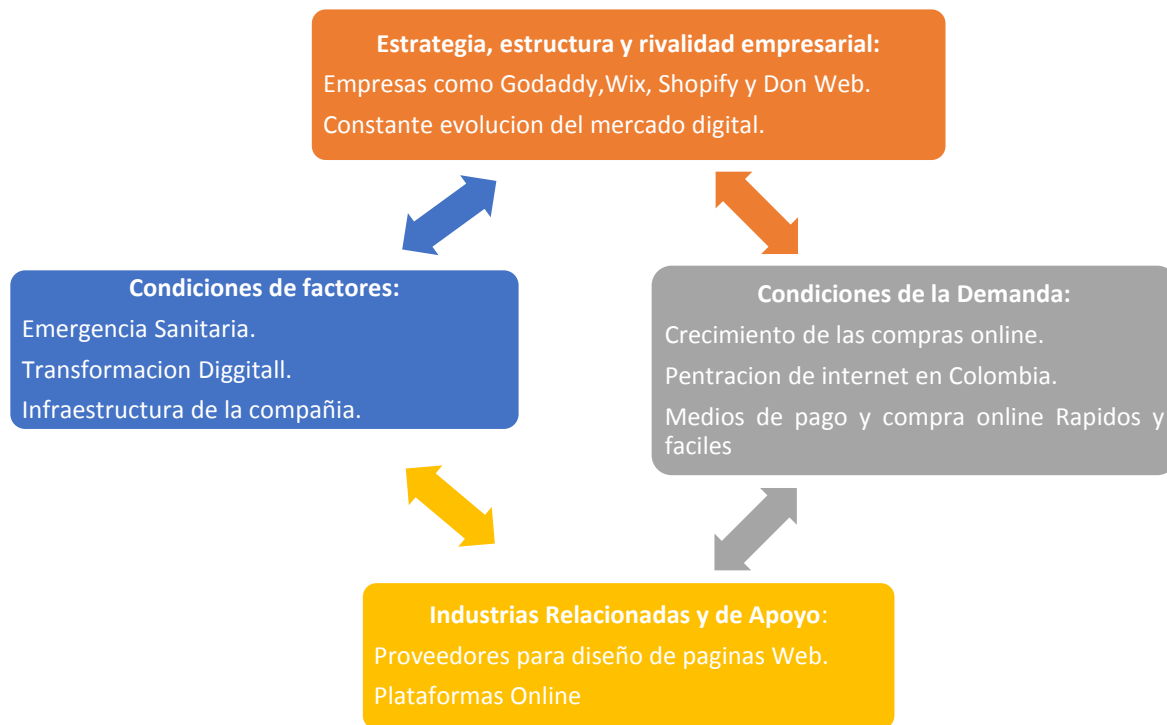 Estrategia, estructura y rivalidad empresarial:
Empresas como Godaddy,Wix, Shopify y Don Web.
Constante evolucion del mercado digital.
Condiciones de factores:
Emergencia Sanitaria.
Transformacion Diggitall.
Infraestructura de la compañia.
Condiciones de la Demanda:
Crecimiento de las compras online.
Pentracion de internet en Colombia.
Medios de pago y compra online Rapidos y
faciles
Industrias Relacionadas y de Apoyo:
Proveedores para diseño de paginas Web.
Plataformas Online